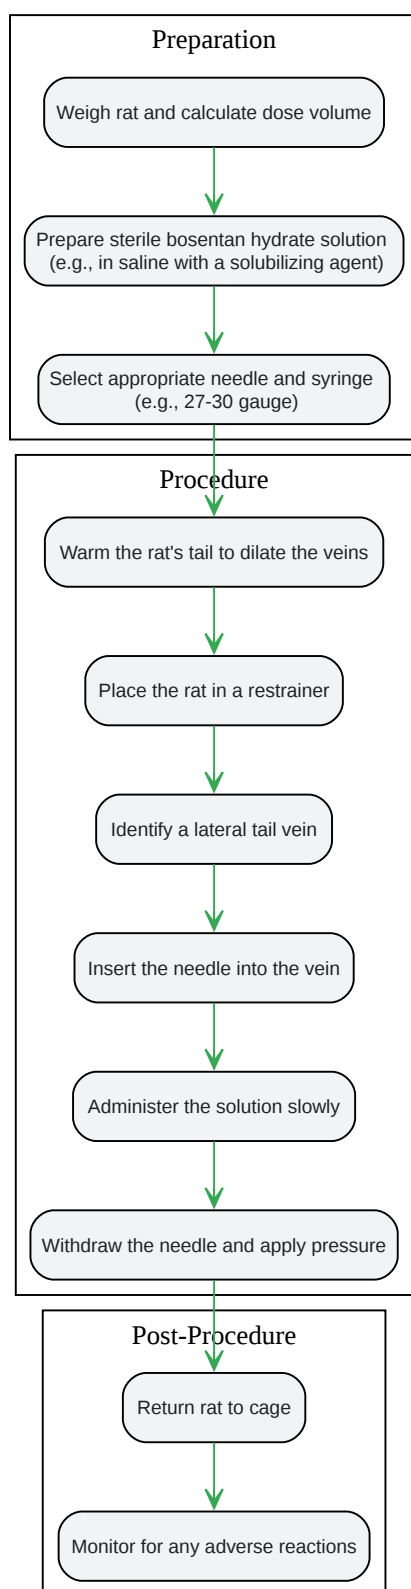 Preparation
Weigh rat and calculate dose volume
Prepare sterile bosentan hydrate solution
(e.g., in saline with a solubilizing agent)
Select appropriate needle and syringe
(e.g., 27-30 gauge)
Procedure
Warm the rat's tail to dilate the veins
Place the rat in a restrainer
Identify a lateral tail vein
Insert the needle into the vein
Administer the solution slowly
Withdraw the needle and apply pressure
Post-Procedure
Return rat to cage
Monitor for any adverse reactions